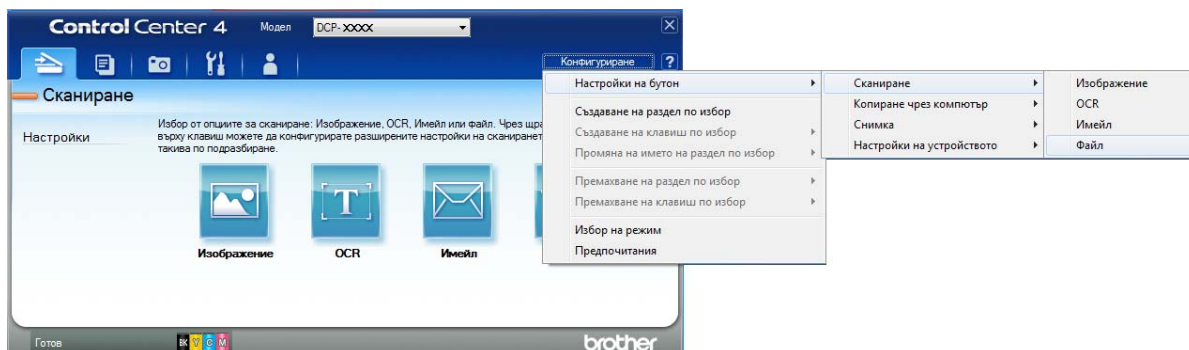 Control Center 4 Модел DCP-XXXX
Конфигуриране ?
Сканиране
Настройки
Избор от опциите за сканиране: Изображение, OCR, Имейл или файл. Чрез щра
върху клавиш можете да конфигурирате разширените настройки на сканиранет
такива по подразбиране.
Изображение OCR Имейл
Настройки на бутон
Създаване на раздел по избор
Създаване на клавиш по избор
Промяна на името на раздел по избор
Премахване на раздел по избор
Премахване на клавиш по избор
Избор на режим
Предпочитания
Сканиране
Копиране чрез компютър
Снимка
Настройки на устройството
Изображение
OCR
Имейл
Файл
Готов BK Y C M brother